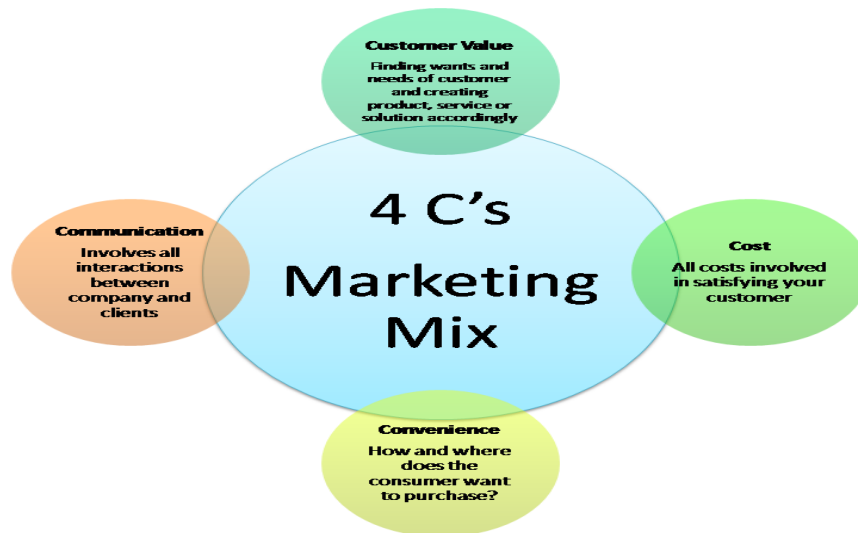 Customer Value
Finding wants and
needs of customer
and creating
product, service or
solution accordingly
4 C's
Marketing
Mix
Communication
Involves all
interactions
between
company and
clients
Cost
All costs involved
in satisfying your
customer
Convenience
How and where
does the
consumer want
to purchase?